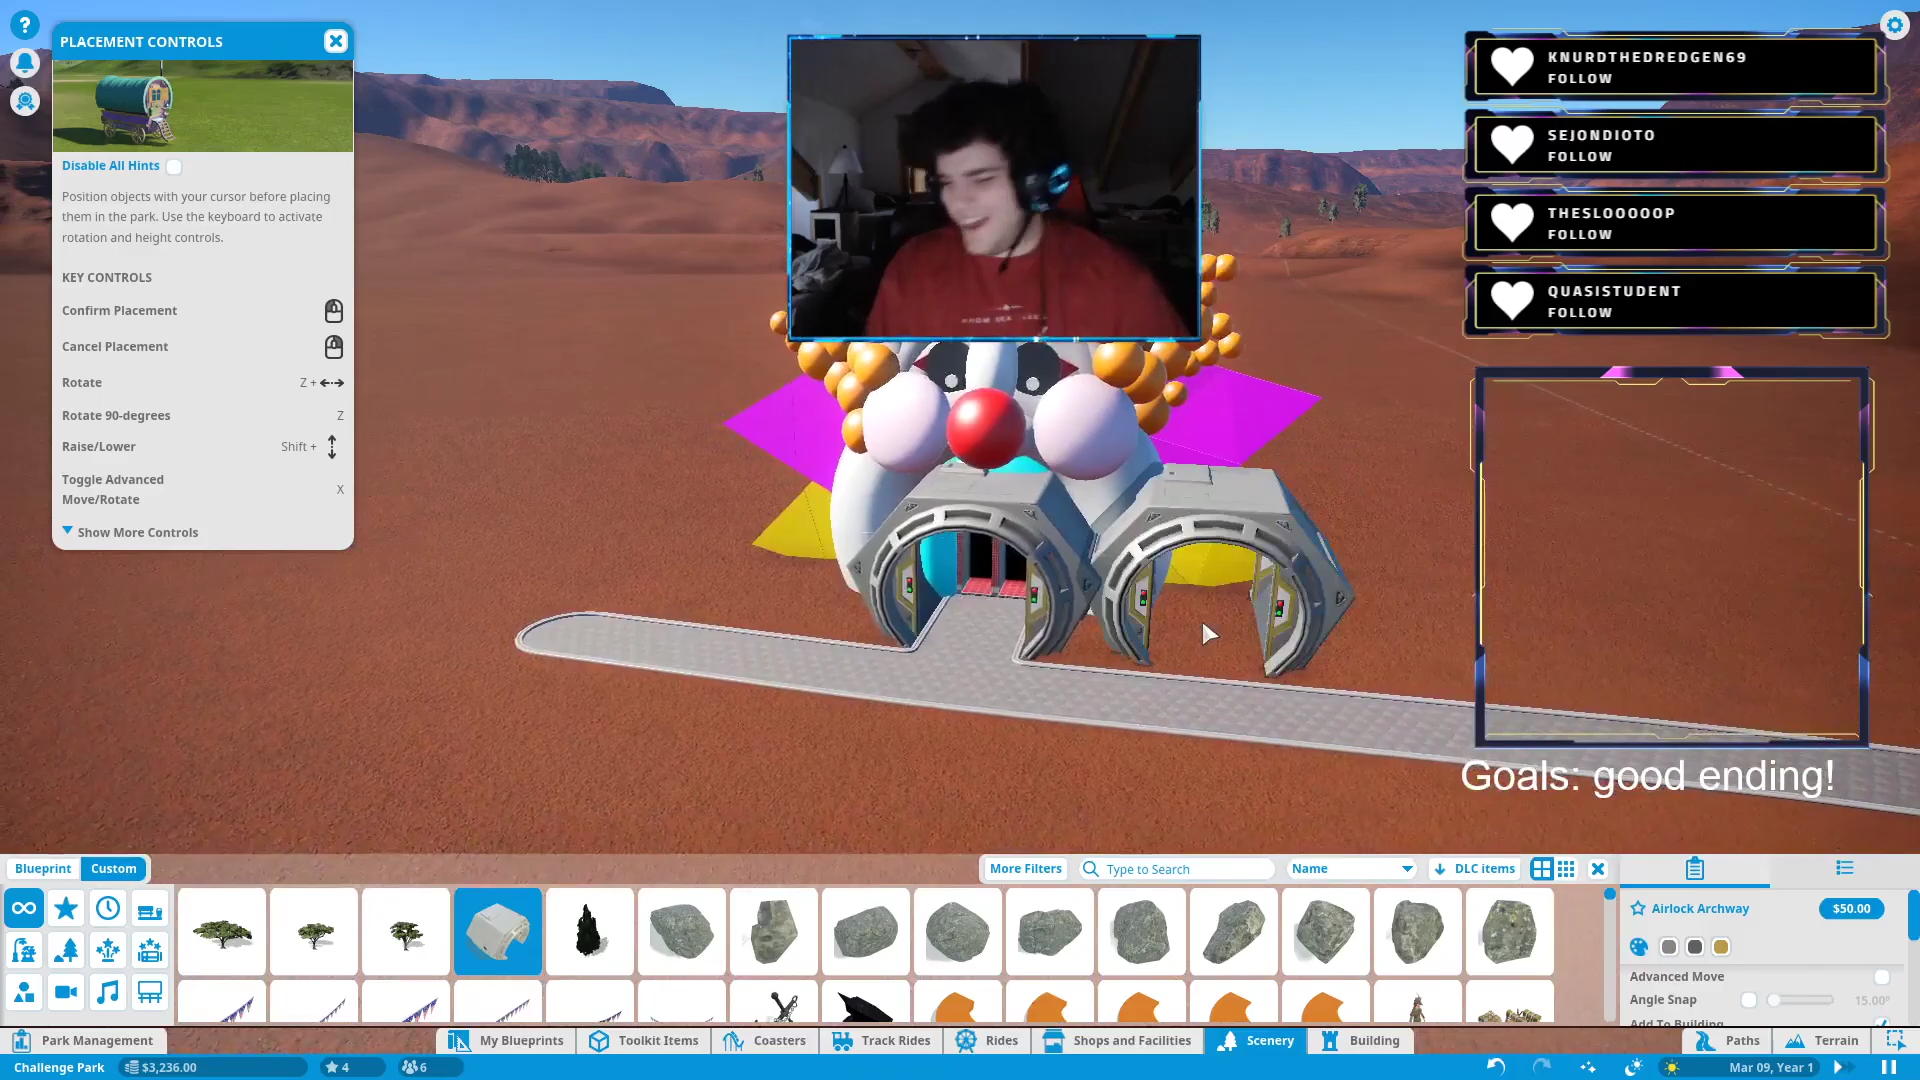 ?
PLACEMENT CONTROLS
Disable All Hints
Position objects with your cursor before placing
them in the park. Use the keyboard to activate
rotation and height controls.
KEY CONTROLS
Confirm Placement
Cancel Placement
Rotate Z +
Rotate 90-degrees Z
Raise/Lower Shift +
Toggle Advanced
Move/Rotate X
Show More Controls
KNURDTHEDREDGEN69
FOLLOW
SEJONDIOTO
FOLLOW
THESLOOOOOP
FOLLOW
QUASISTUDENT
FOLLOW
Goals: good ending!
Blueprint Custom
More Filters Type to Search Name DLC items
Airlock Archway $50.00
Advanced Move
Angle Snap 15.00°
Add To Building
Park Management My Blueprints Toolkit Items Coasters Track Rides Rides Shops and Facilities Scenery Building Paths Terrain
Challenge Park $3,236.00 4 6 Mar 09, Year 1